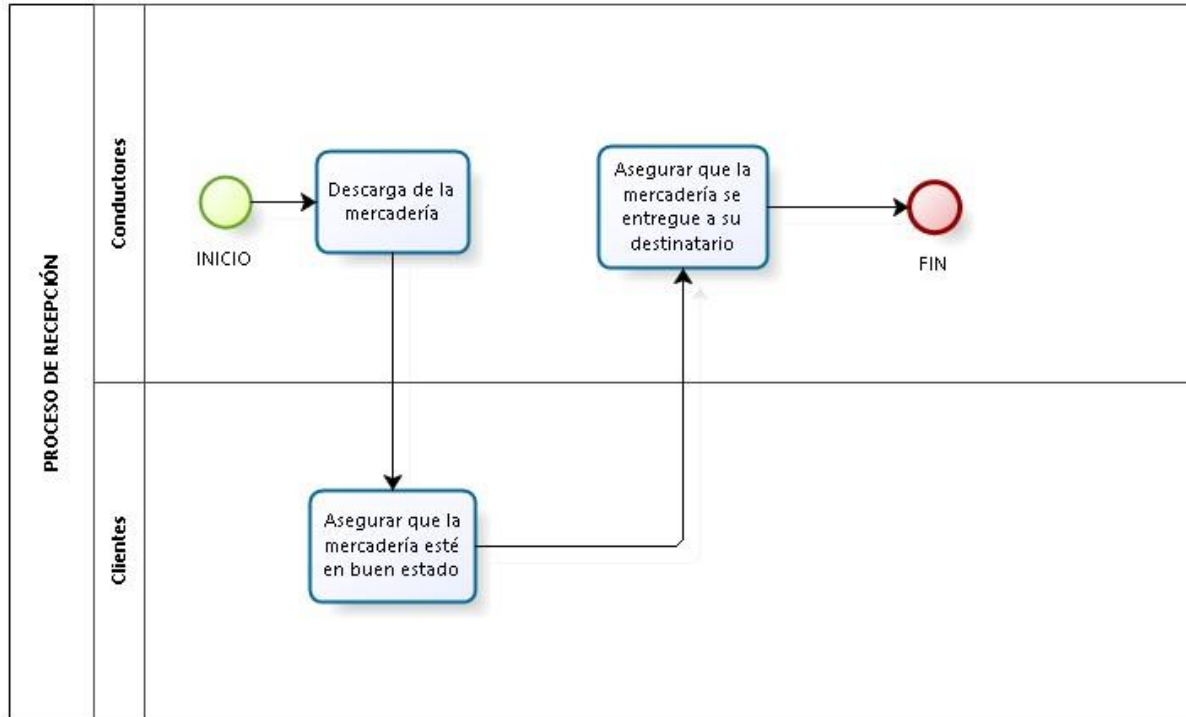 PROCESO DE RECEPCIÓN
Conductores
INICIO
Descarga de la
mercadería
Asegurar que la
mercadería se
entregue a su
destinatario
FIN
Clientes
Asegurar que la
mercadería esté
en buen estado